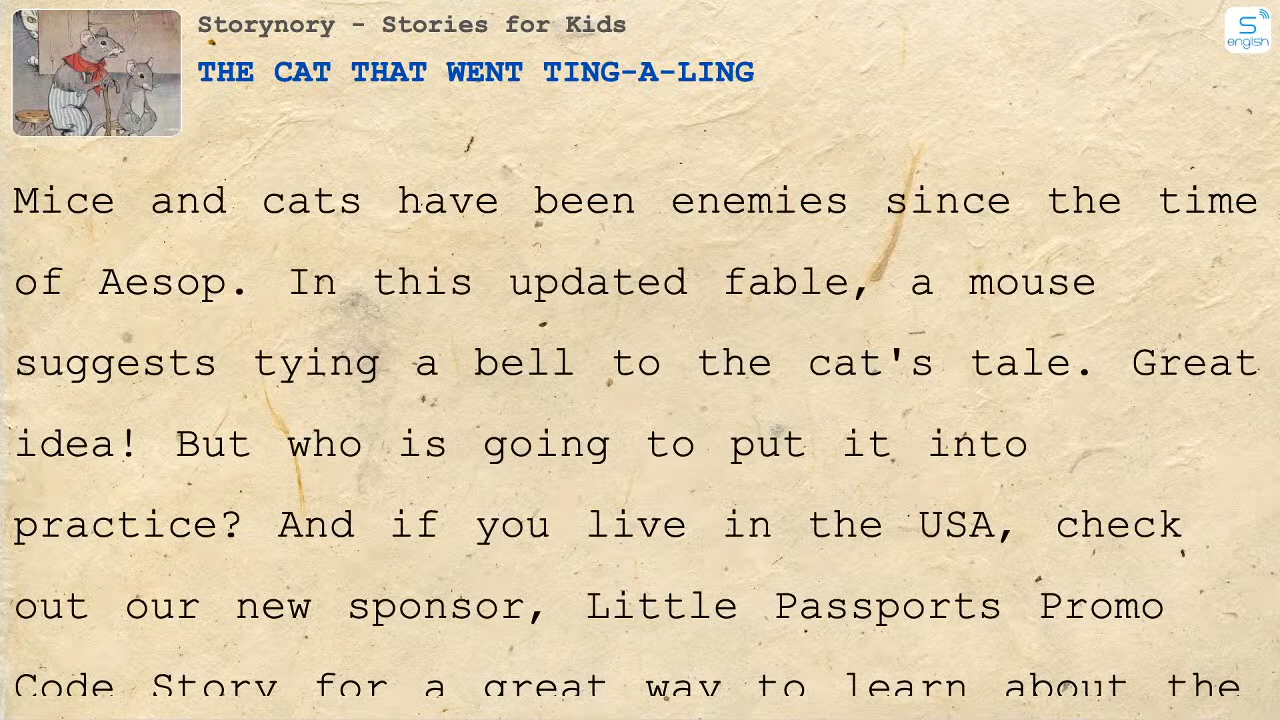 Storynory - Stories for Kids
THE CAT THAT WENT TING-A-LING
S
english
Mice and cats have been enemies since the time
of Aesop. In this updated fable, a mouse
suggests tying a bell to the cat's tale. Great
idea! But who is going to put it into
practice? And if you live in the USA, check
out our new sponsor, Little Passports Promo
Code Story for a great way to learn about the